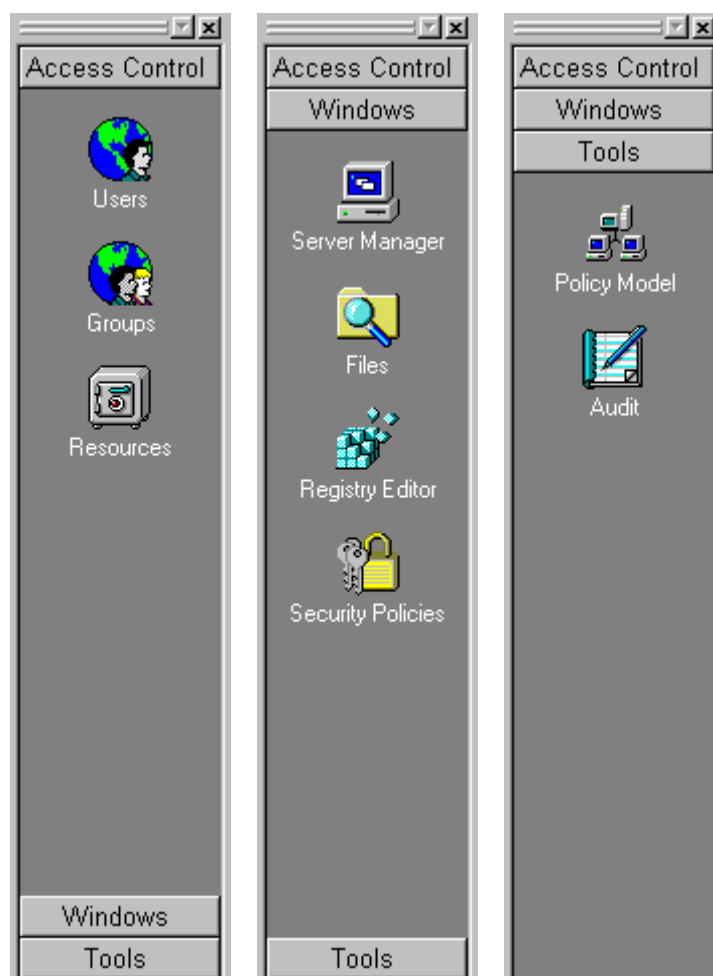 Access Control
Users
Groups
Resources
Windows
Tools
Access Control
Windows
Server Manager
Files
Registry Editor
Security Policies
Tools
Access Control
Windows
Tools
Policy Model
Audit